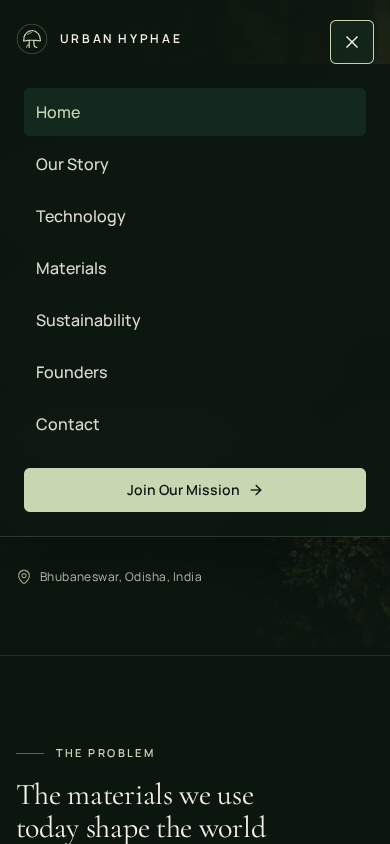 URBAN HYPHAE
Home
Our Story
Technology
Materials
Sustainability
Founders
Contact
Join Our Mission
Bhubaneswar, Odisha, India
THE PROBLEM
The materials we use
today shape the world